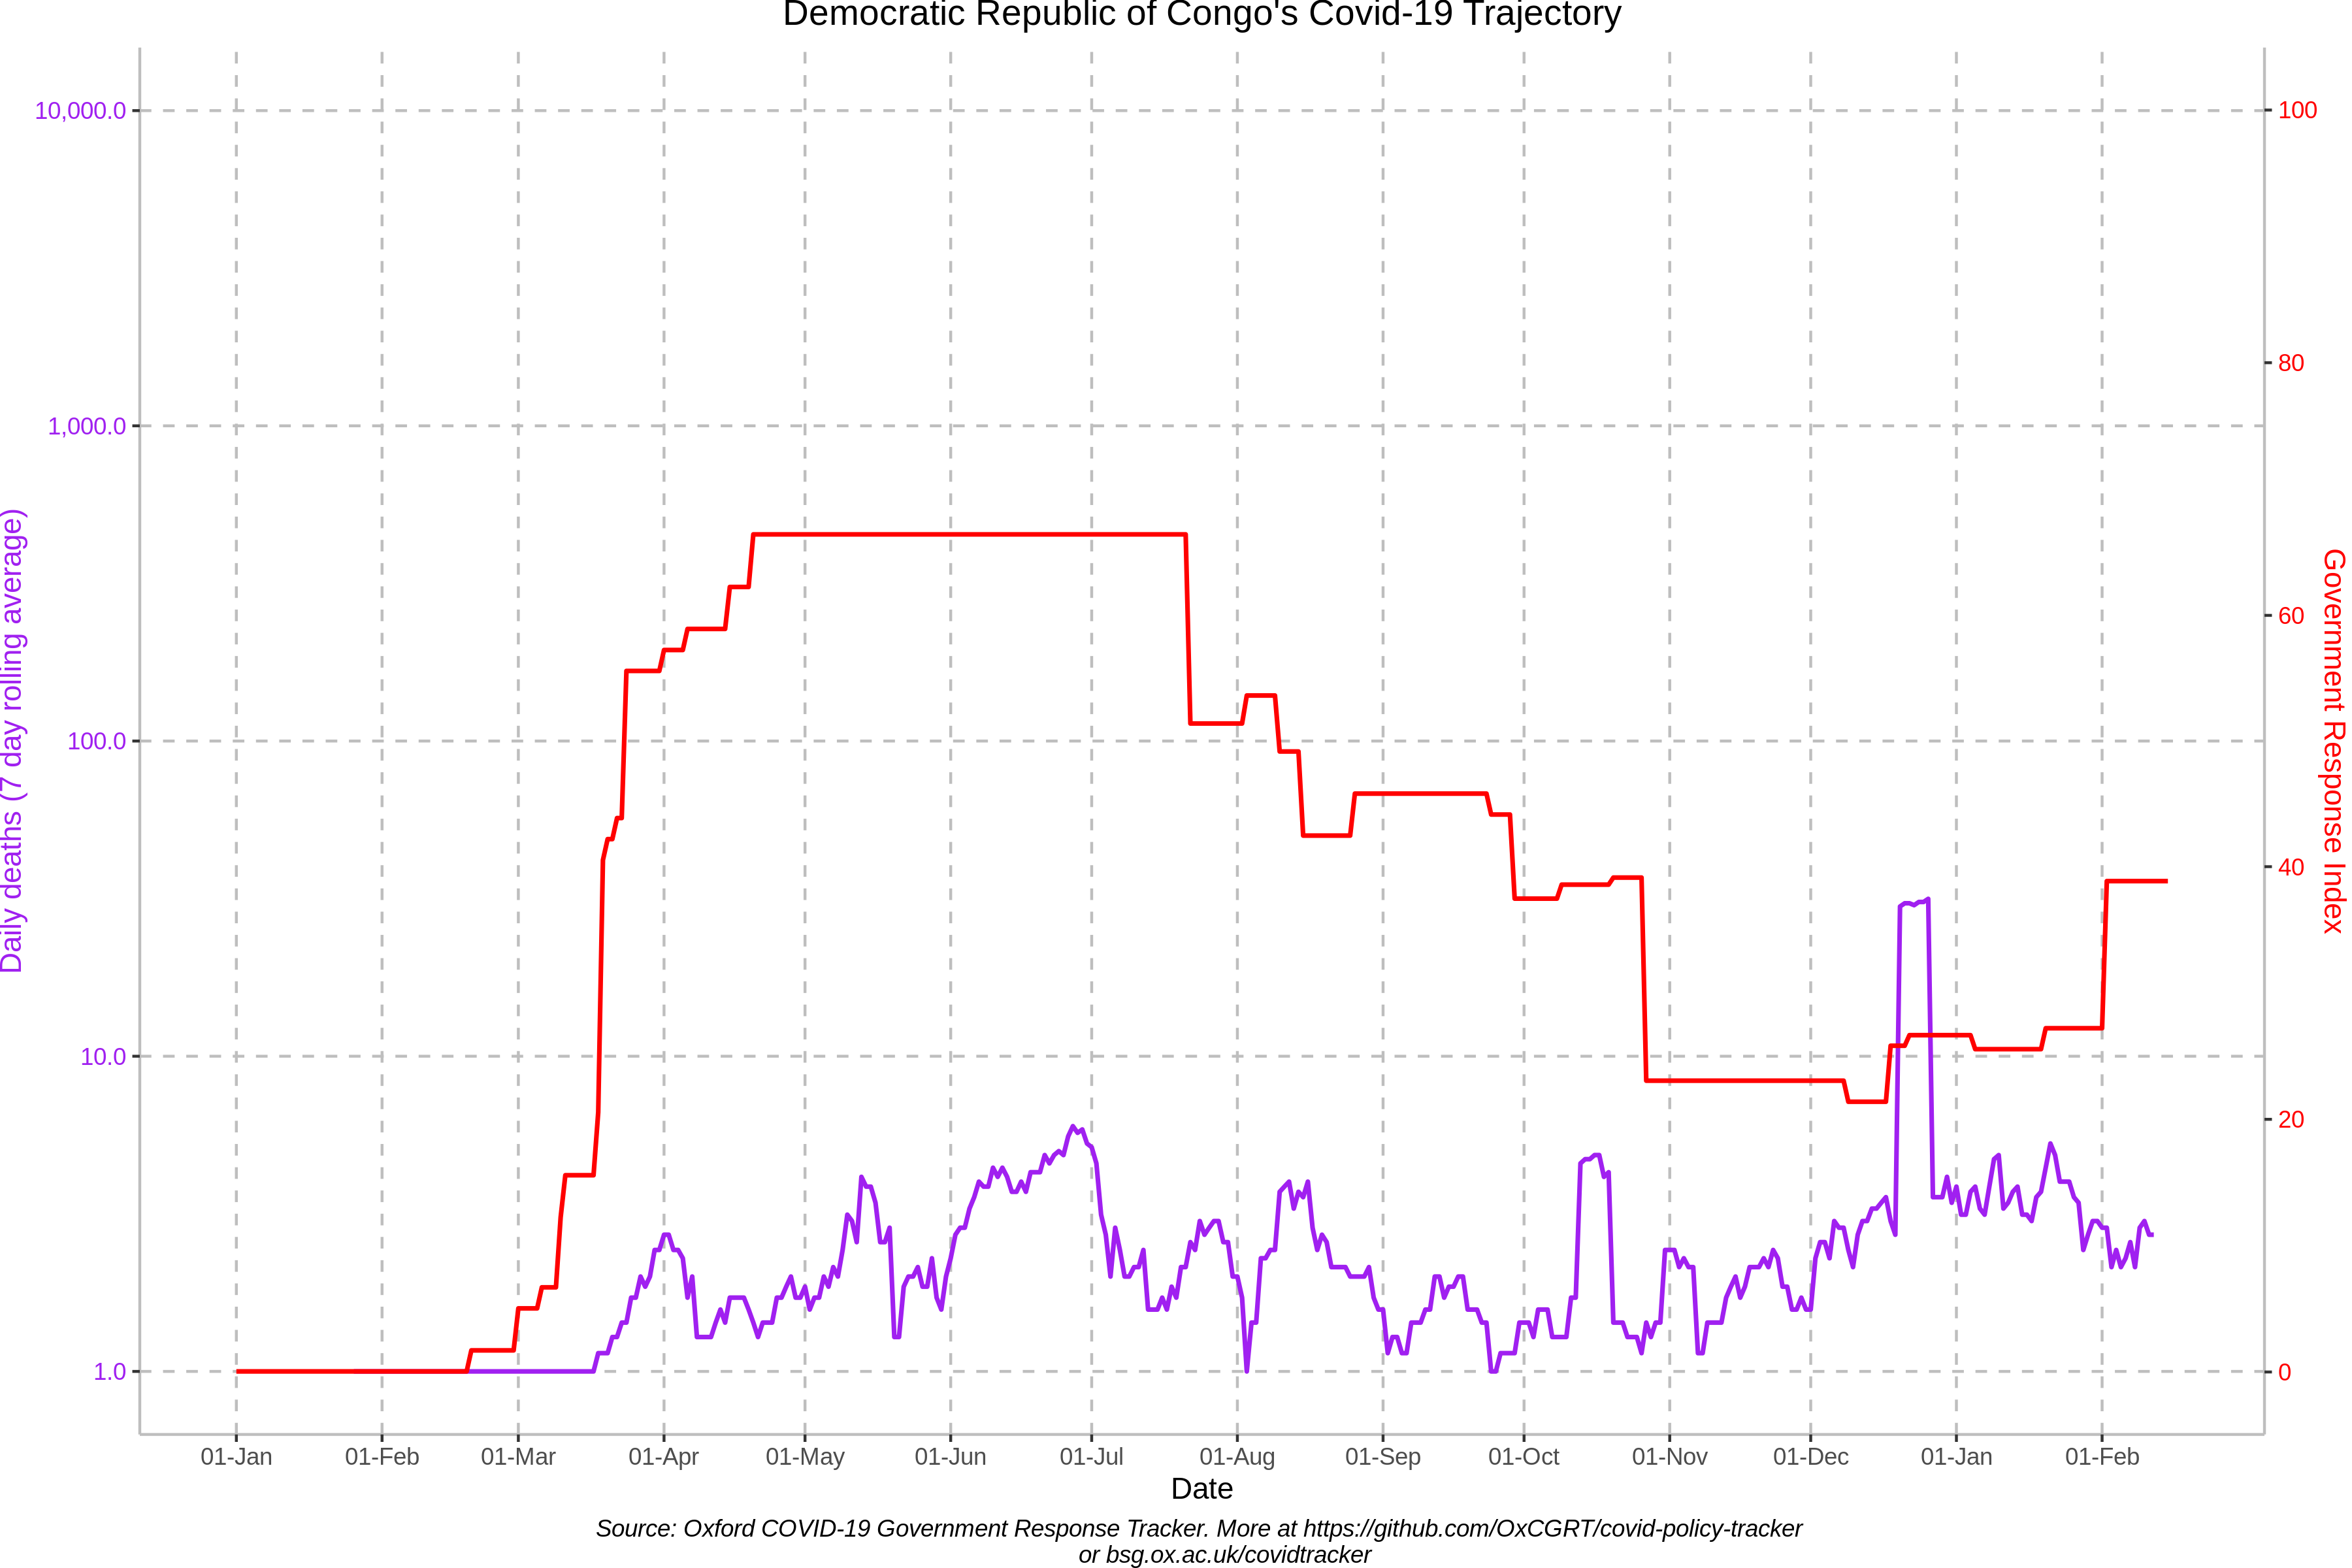 Democratic Republic of Congo's Covid-19 Trajectory
10,000.0
1,000.0
100.0
10.0
1.0
Daily deaths (7 day rolling average)
100
80
60
40
20
0
Government Response Index
01-Jan 01-Feb 01-Mar 01-Apr 01-May 01-Jun 01-Jul 01-Aug 01-Sep 01-Oct 01-Nov 01-Dec 01-Jan 01-Feb
Date
Source: Oxford COVID-19 Government Response Tracker. More at https://github.com/OxCGRT/covid-policy-tracker
or bsg.ox.ac.uk/covidtracker